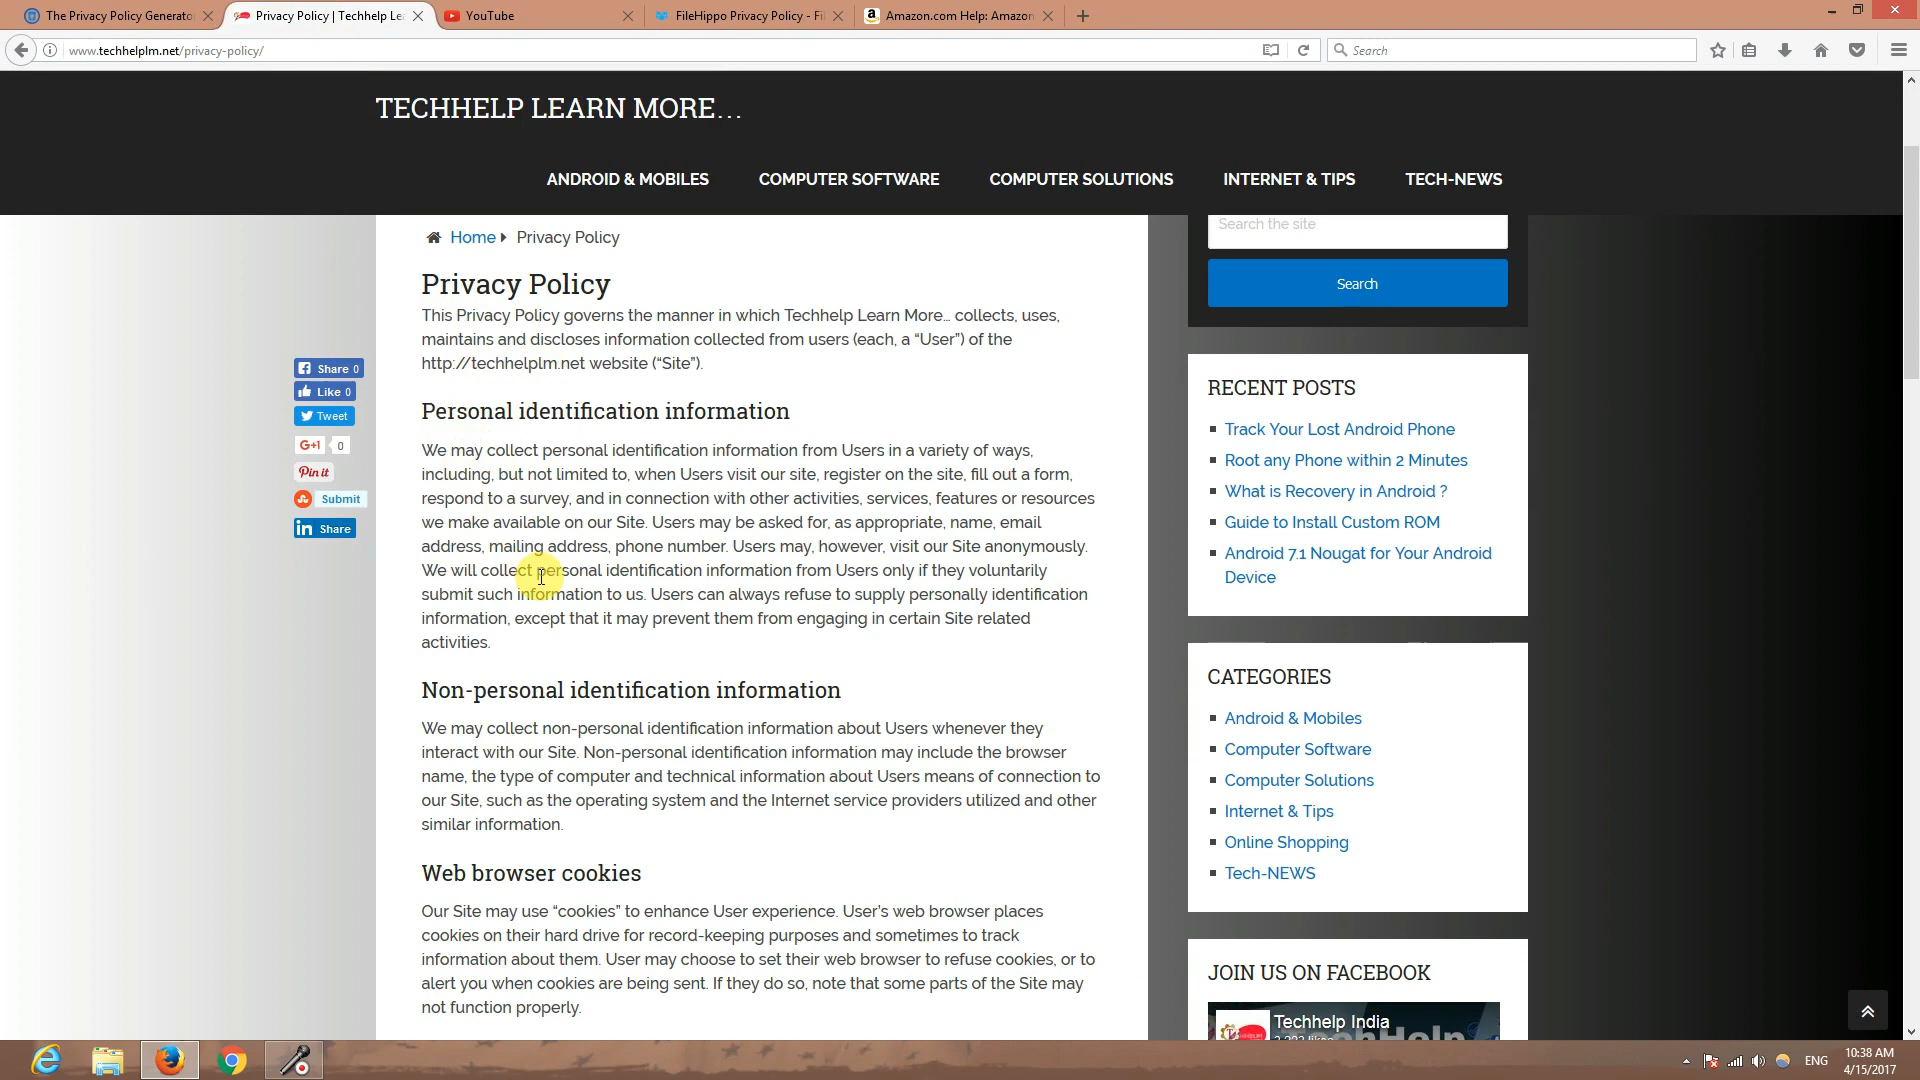 The Privacy Policy Generato
Privacy Policy | Techhelp Le
YouTube
FileHippo Privacy Policy - Fil
Amazon.com Help: Amazon
www.techhelplm.net/privacy-policy/
Search
TECHHELP LEARN MORE...
ANDROID & MOBILES
COMPUTER SOFTWARE
COMPUTER SOLUTIONS
INTERNET & TIPS
TECH-NEWS
Home
Privacy Policy
Privacy Policy
This Privacy Policy governs the manner in which Techhelp Learn More... collects, uses,
maintains and discloses information collected from users (each, a “User”) of the
http://techhelplm.net website (“Site”).
Personal identification information
We may collect personal identification information from Users in a variety of ways,
including, but not limited to, when Users visit our site, register on the site, fill out a form,
respond to a survey, and in connection with other activities, services, features or resources
we make available on our Site. Users may be asked for, as appropriate, name, email
address, mailing address, phone number. Users may, however, visit our Site anonymously.
We will collect personal identification information from Users only if they voluntarily
submit such information to us. Users can always refuse to supply personally identification
information, except that it may prevent them from engaging in certain Site related
activities.
Non-personal identification information
We may collect non-personal identification information about Users whenever they
interact with our Site. Non-personal identification information may include the browser
name, the type of computer and technical information about Users means of connection to
our Site, such as the operating system and the Internet service providers utilized and other
similar information.
Web browser cookies
Our Site may use “cookies” to enhance User experience. User’s web browser places
cookies on their hard drive for record-keeping purposes and sometimes to track
information about them. User may choose to set their web browser to refuse cookies, or to
alert you when cookies are being sent. If they do so, note that some parts of the Site may
not function properly.
Share 0
Like 0
Tweet
G+1 0
Pin it
Submit
in Share
Search the site
Search
RECENT POSTS
Track Your Lost Android Phone
Root any Phone within 2 Minutes
What is Recovery in Android ?
Guide to Install Custom ROM
Android 7.1 Nougat for Your Android
Device
CATEGORIES
Android & Mobiles
Computer Software
Computer Solutions
Internet & Tips
Online Shopping
Tech-NEWS
JOIN US ON FACEBOOK
Techhelp India
ENG
10:38 AM
4/15/2017